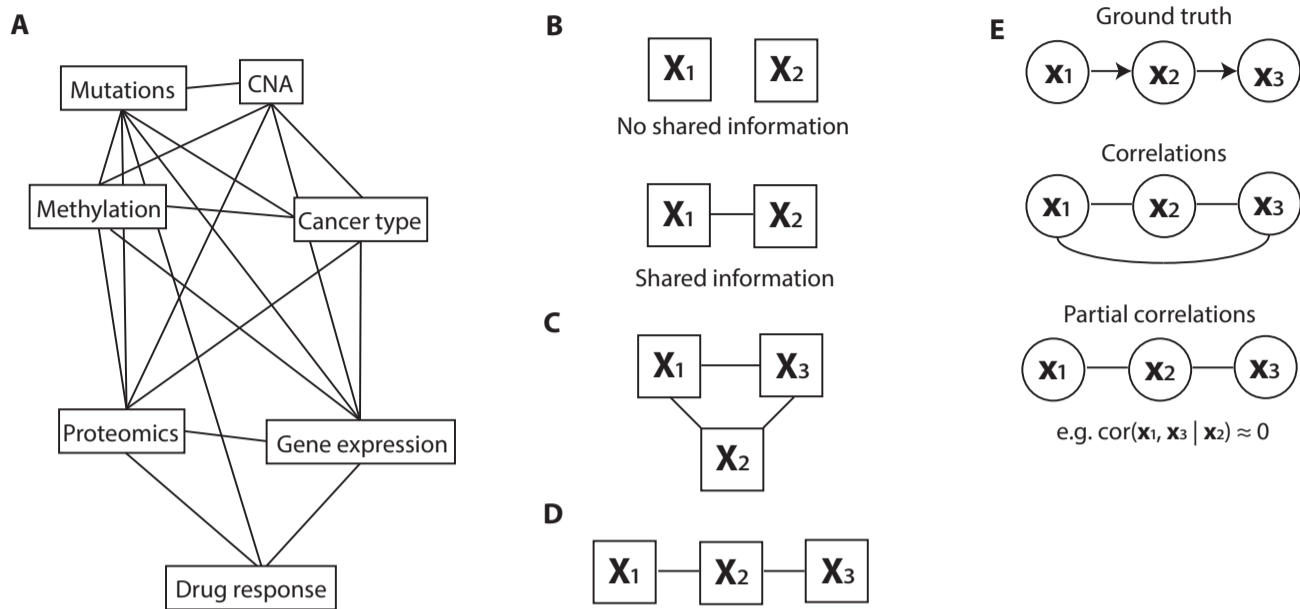 A
Mutations
CNA
Methylation
Cancer type
Proteomics
Gene expression
Drug response
B
X1
X2
No shared information
X1
X2
Shared information
C
X1
X3
X2
D
X1
X2
X3
E
Ground truth
x1
x2
x3
Correlations
x1
x2
x3
Partial correlations
x1
x2
x3
e.g. cor(x1, x3 | x2) ≈ 0